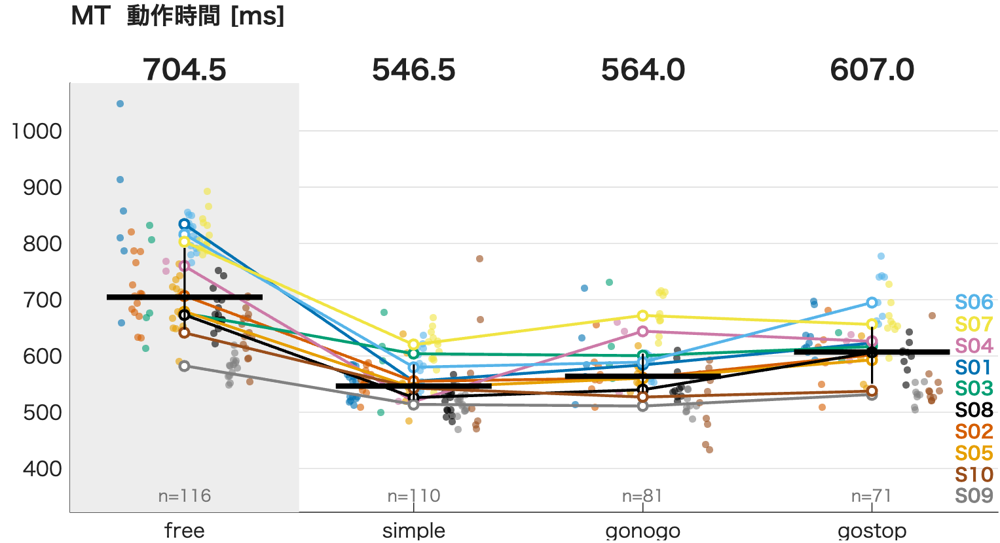 MT 動作時間 [ms]
704.5 546.5 564.0 607.0
1000
900
800
700
600
500
400
S06
S07
S04
S01
S03
S08
S02
S05
S10
S09
n=116 n=110 n=81 n=71
free simple gonogo gostop